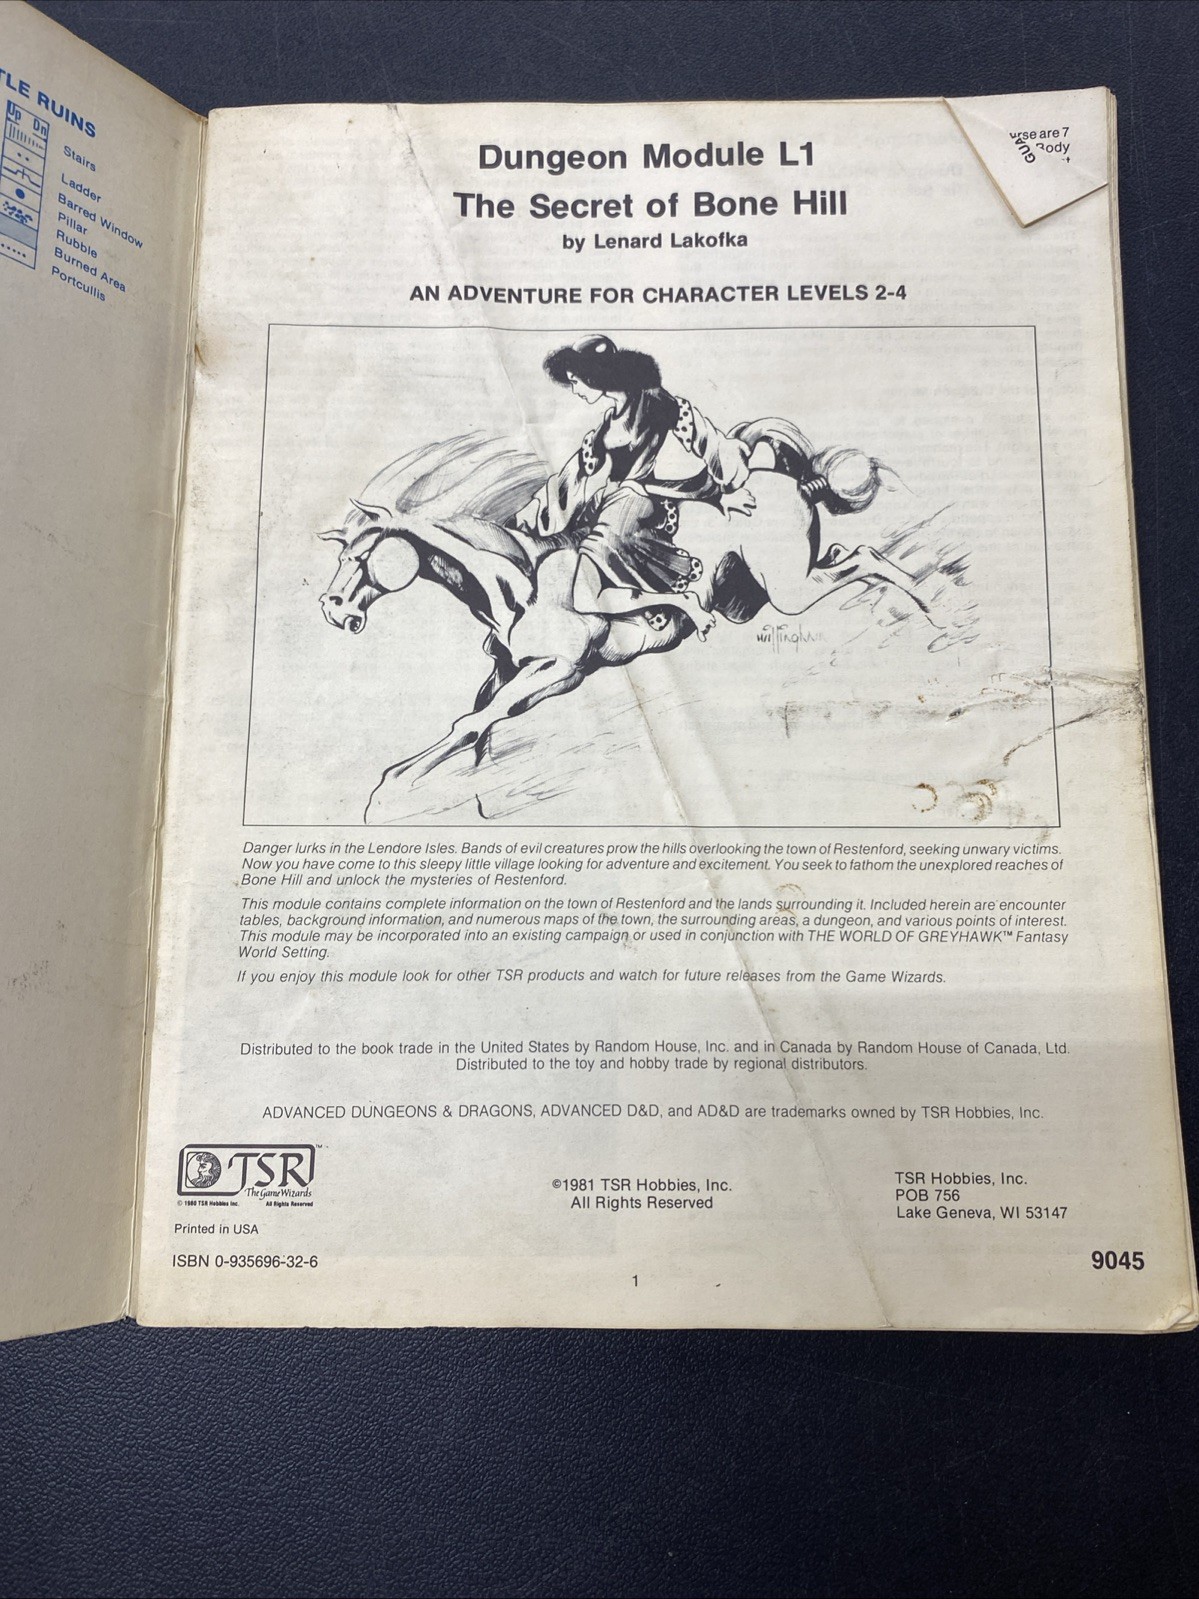 RUINS
Up Dn
Stairs
Ladder
Barred Window
Pillar
Rubble
Burned Area
Portcullis
are 7
Dungeon Module L1
The Secret of Bone Hill
by Lenard Lakofka
AN ADVENTURE FOR CHARACTER LEVELS 2-4
Willingham
Danger lurks in the Lendore Isles. Bands of evil creatures prow the hills overlooking the town of Restenford, seeking unwary victims.
Now you have come to this sleepy little village looking for adventure and excitement. You seek to fathom the unexplored reaches of
Bone Hill and unlock the mysteries of Restenford.
This module contains complete information on the town of Restenford and the lands surrounding it. Included herein are encounter
tables, background information, and numerous maps of the town, the surrounding areas, a dungeon, and various points of interest.
This module may be incorporated into an existing campaign or used in conjunction with THE WORLD OF GREYHAWK™ Fantasy
World Setting.
If you enjoy this module look for other TSR products and watch for future releases from the Game Wizards.
Distributed to the book trade in the United States by Random House, Inc. and in Canada by Random House of Canada, Ltd.
Distributed to the toy and hobby trade by regional distributors.
ADVANCED DUNGEONS & DRAGONS, ADVANCED D&D, and AD&D are trademarks owned by TSR Hobbies, Inc.
TSR™
The Game Wizards
© 1980 TSR Hobbies Inc. All Rights Reserved
Printed in USA
ISBN 0-935696-32-6
©1981 TSR Hobbies, Inc.
All Rights Reserved
TSR Hobbies, Inc.
POB 756
Lake Geneva, WI 53147
9045
1